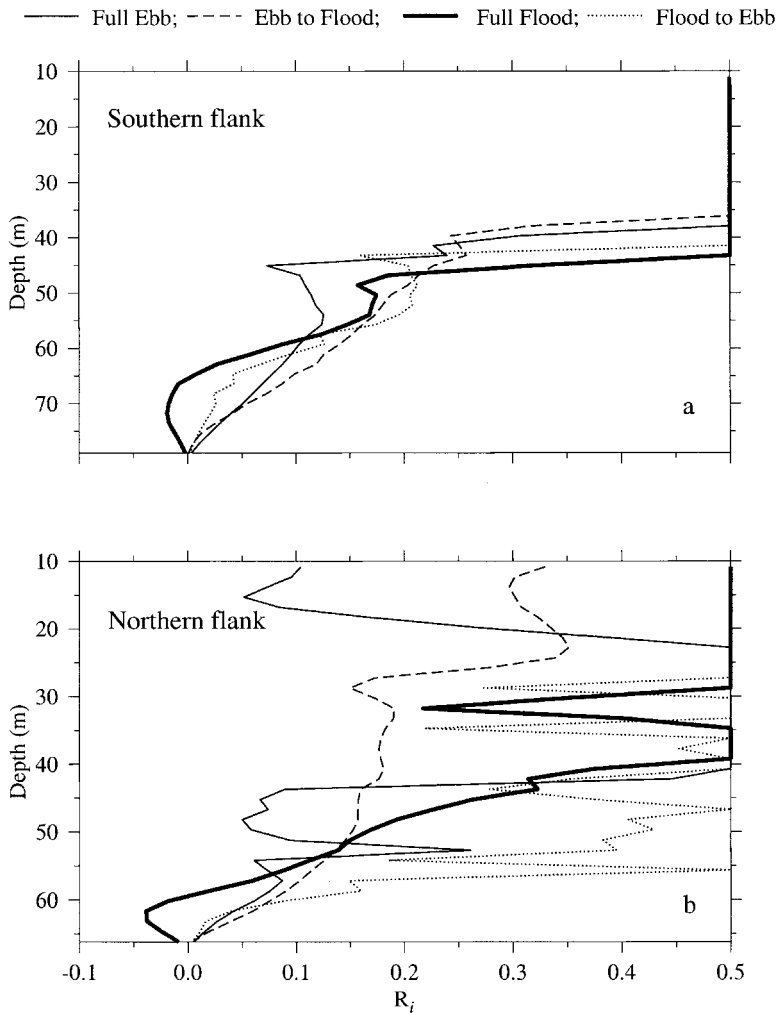 Full Ebb; Ebb to Flood; Full Flood; Flood to Ebb
10
20
30
40
50
60
70
Depth (m)
Southern flank
a
10
20
30
40
50
60
Depth (m)
Northern flank
b
-0.1 0.0 0.1 0.2 0.3 0.4 0.5
Ri